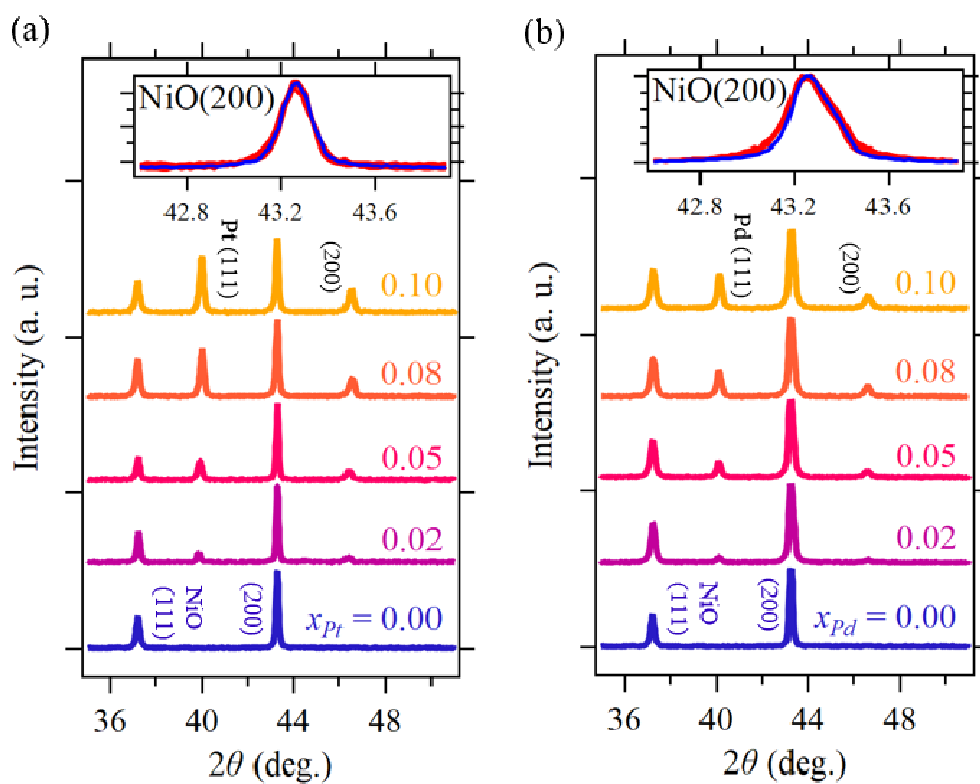 (a)
NiO(200)
42.8 43.2 43.6
Pt (111)
(200)
0.10
0.08
0.05
0.02
NiO
(111)
(200)
xPt = 0.00
Intensity (a. u.)
36 40 44 48
2θ (deg.)
(b)
NiO(200)
42.8 43.2 43.6
Pd (111)
(200)
0.10
0.08
0.05
0.02
NiO
(111)
(200)
xPd = 0.00
Intensity (a. u.)
36 40 44 48
2θ (deg.)